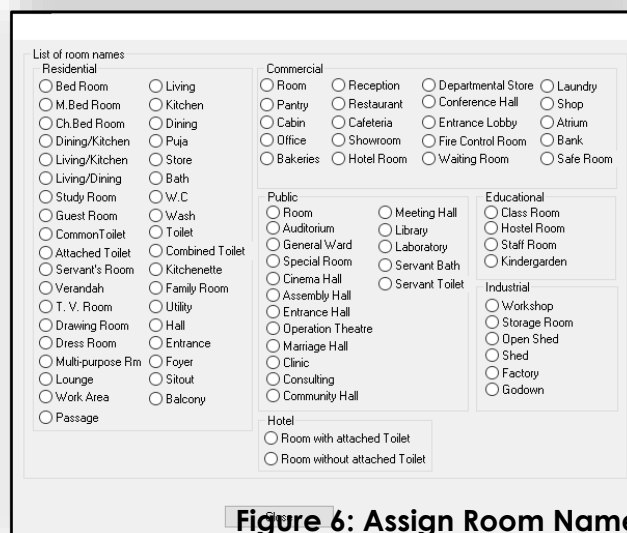 List of room names
Residential
Bed Room
M.Bed Room
Ch.Bed Room
Dining/Kitchen
Living/Kitchen
Living/Dining
Study Room
Guest Room
CommonToilet
Attached Toilet
Servant's Room
Verandah
T. V. Room
Drawing Room
Dress Room
Multi-purpose Rm
Lounge
Work Area
Passage
Living
Kitchen
Dining
Puja
Store
Bath
W.C
Wash
Toilet
Combined Toilet
Kitchenette
Family Room
Utility
Hall
Entrance
Foyer
Sitout
Balcony
Commercial
Room
Pantry
Cabin
Office
Bakeries
Reception
Restaurant
Cafeteria
Showroom
Hotel Room
Departmental Store
Conference Hall
Entrance Lobby
Fire Control Room
Waiting Room
Laundry
Shop
Atrium
Bank
Safe Room
Public
Room
Auditorium
General Ward
Special Room
Cinema Hall
Assembly Hall
Entrance Hall
Operation Theatre
Marriage Hall
Clinic
Consulting
Community Hall
Meeting Hall
Library
Laboratory
Servant Bath
Servant Toilet
Educational
Class Room
Hostel Room
Staff Room
Kindergarden
Industrial
Workshop
Storage Room
Open Shed
Shed
Factory
Godown
Hotel
Room with attached Toilet
Room without attached Toilet
Close
Figure 6: Assign Room Name